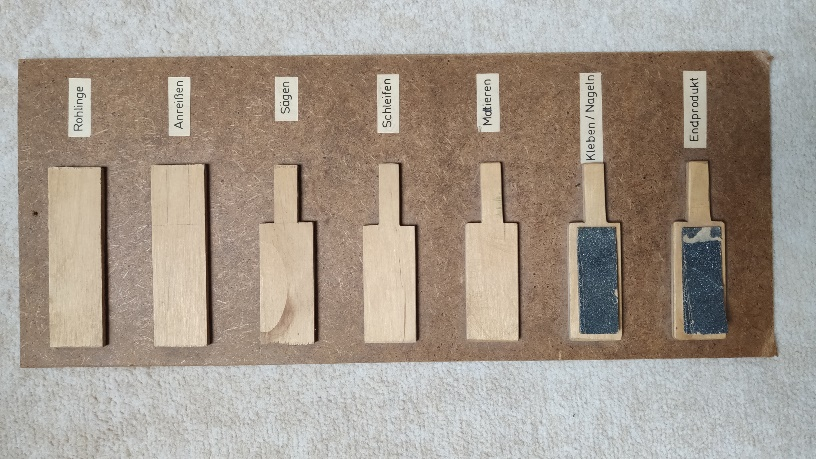 Rohlinge
Anreißen
Sägen
Schleifen
Mattieren
Kleben / Nageln
Endprodukt